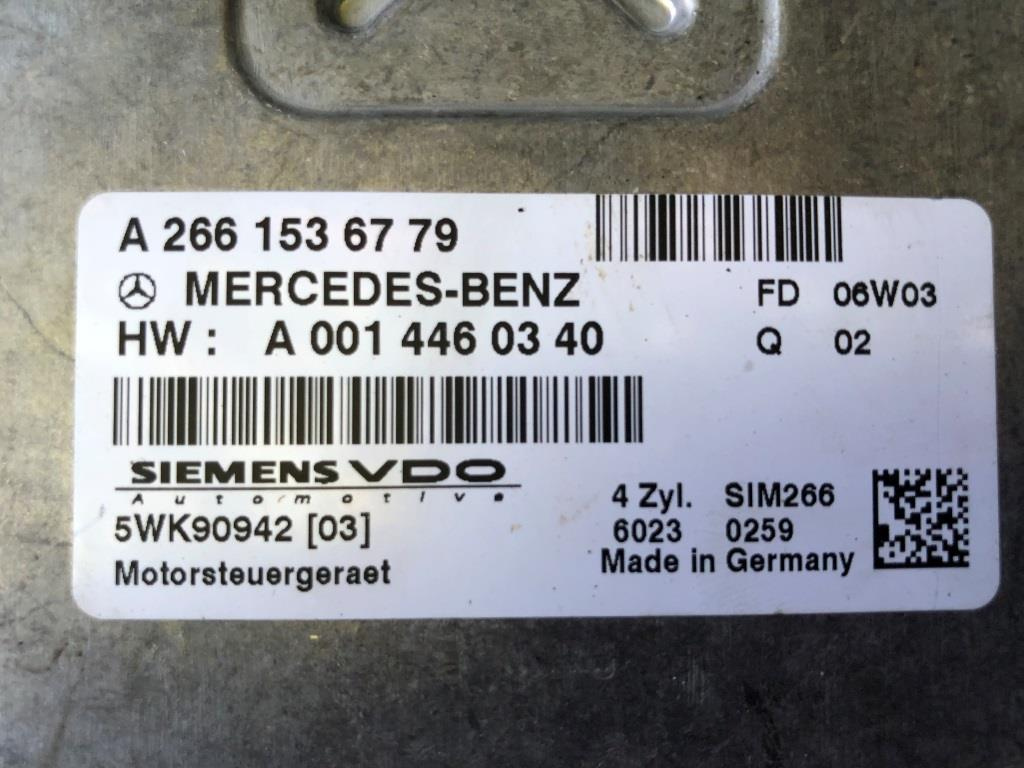 A 266 153 67 79
MERCEDES-BENZ FD 06W03
HW : A 001 446 03 40 Q 02
SIEMENS VDO
Automotive
4 Zyl. SIM266
5WK90942 [03] 6023 0259
Motorsteuergeraet Made in Germany